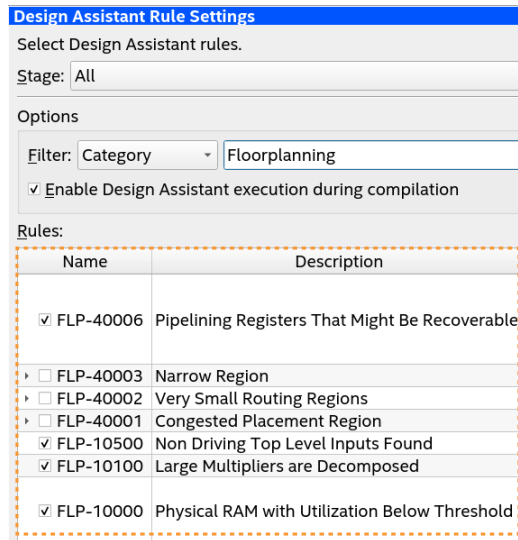 Design Assistant Rule Settings
Select Design Assistant rules.
Stage: All
Options
Filter: Category Floorplanning
Enable Design Assistant execution during compilation
Rules:
Name Description
FLP-40006 Pipelining Registers That Might Be Recoverable
FLP-40003 Narrow Region
FLP-40002 Very Small Routing Regions
FLP-40001 Congested Placement Region
FLP-10500 Non Driving Top Level Inputs Found
FLP-10100 Large Multipliers are Decomposed
FLP-10000 Physical RAM with Utilization Below Threshold